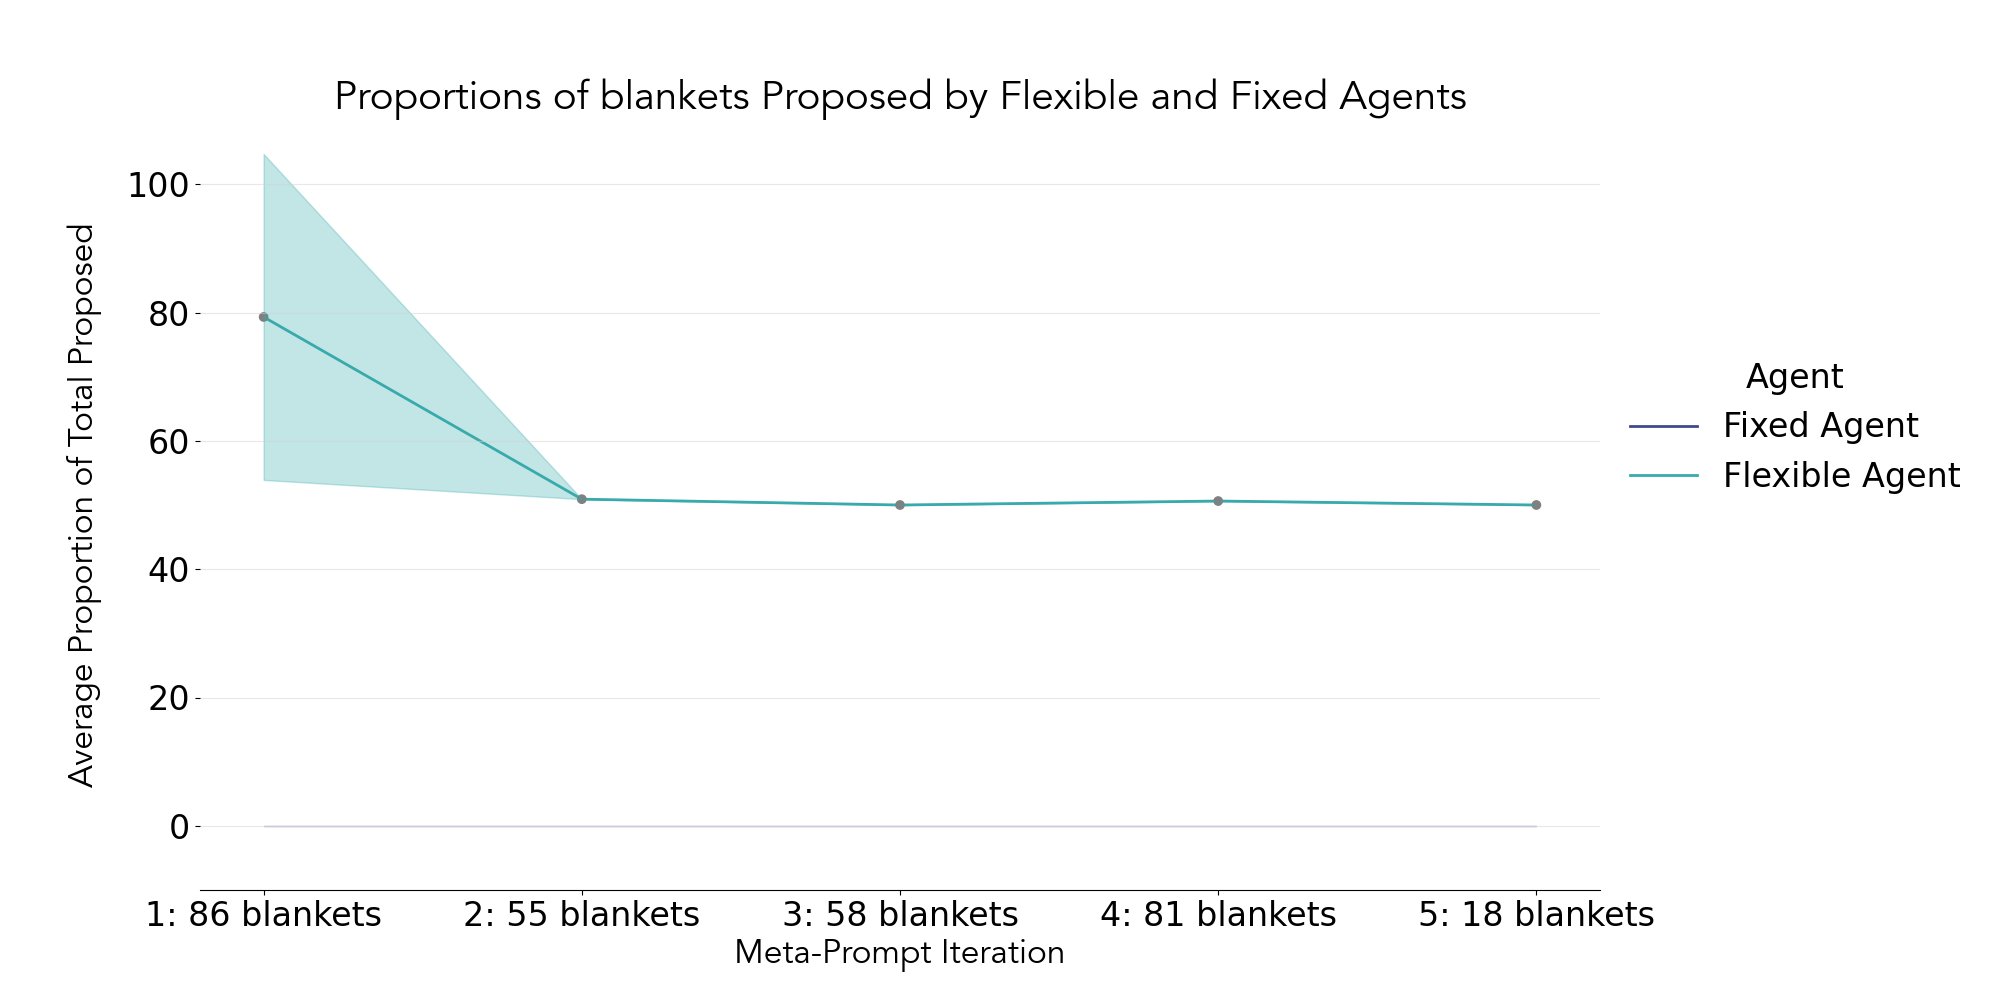 Proportions of blankets Proposed by Flexible and Fixed Agents
Average Proportion of Total Proposed
100
80
60
40
20
0
1: 86 blankets
2: 55 blankets
3: 58 blankets
4: 81 blankets
5: 18 blankets
Meta-Prompt Iteration
Agent
Fixed Agent
Flexible Agent